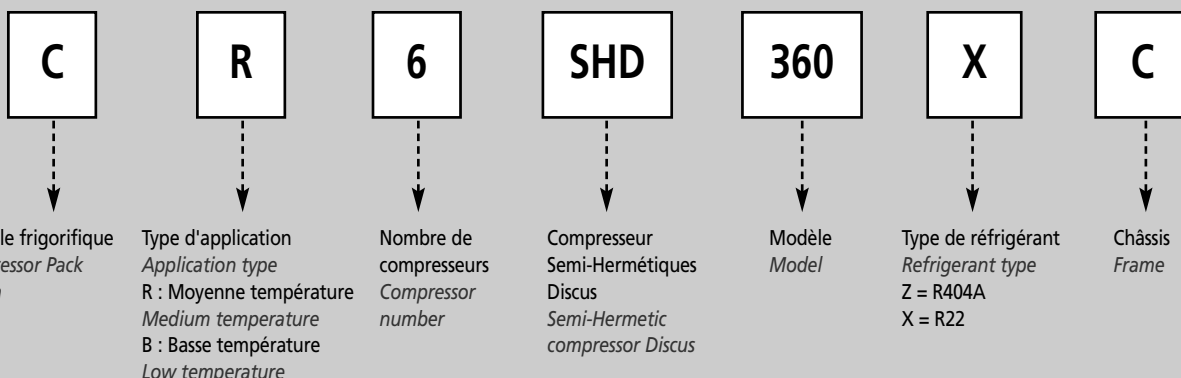 C R 6 SHD 360 X C
le frigorifique
essor Pack
Type d'application
Application type
R : Moyenne température
Medium temperature
B : Basse température
Low temperature
Nombre de
compresseurs
Compressor
number
Compresseur
Semi-Hermétiques
Discus
Semi-Hermetic
compressor Discus
Modèle
Model
Type de réfrigérant
Refrigerant type
Z = R404A
X = R22
Châssis
Frame